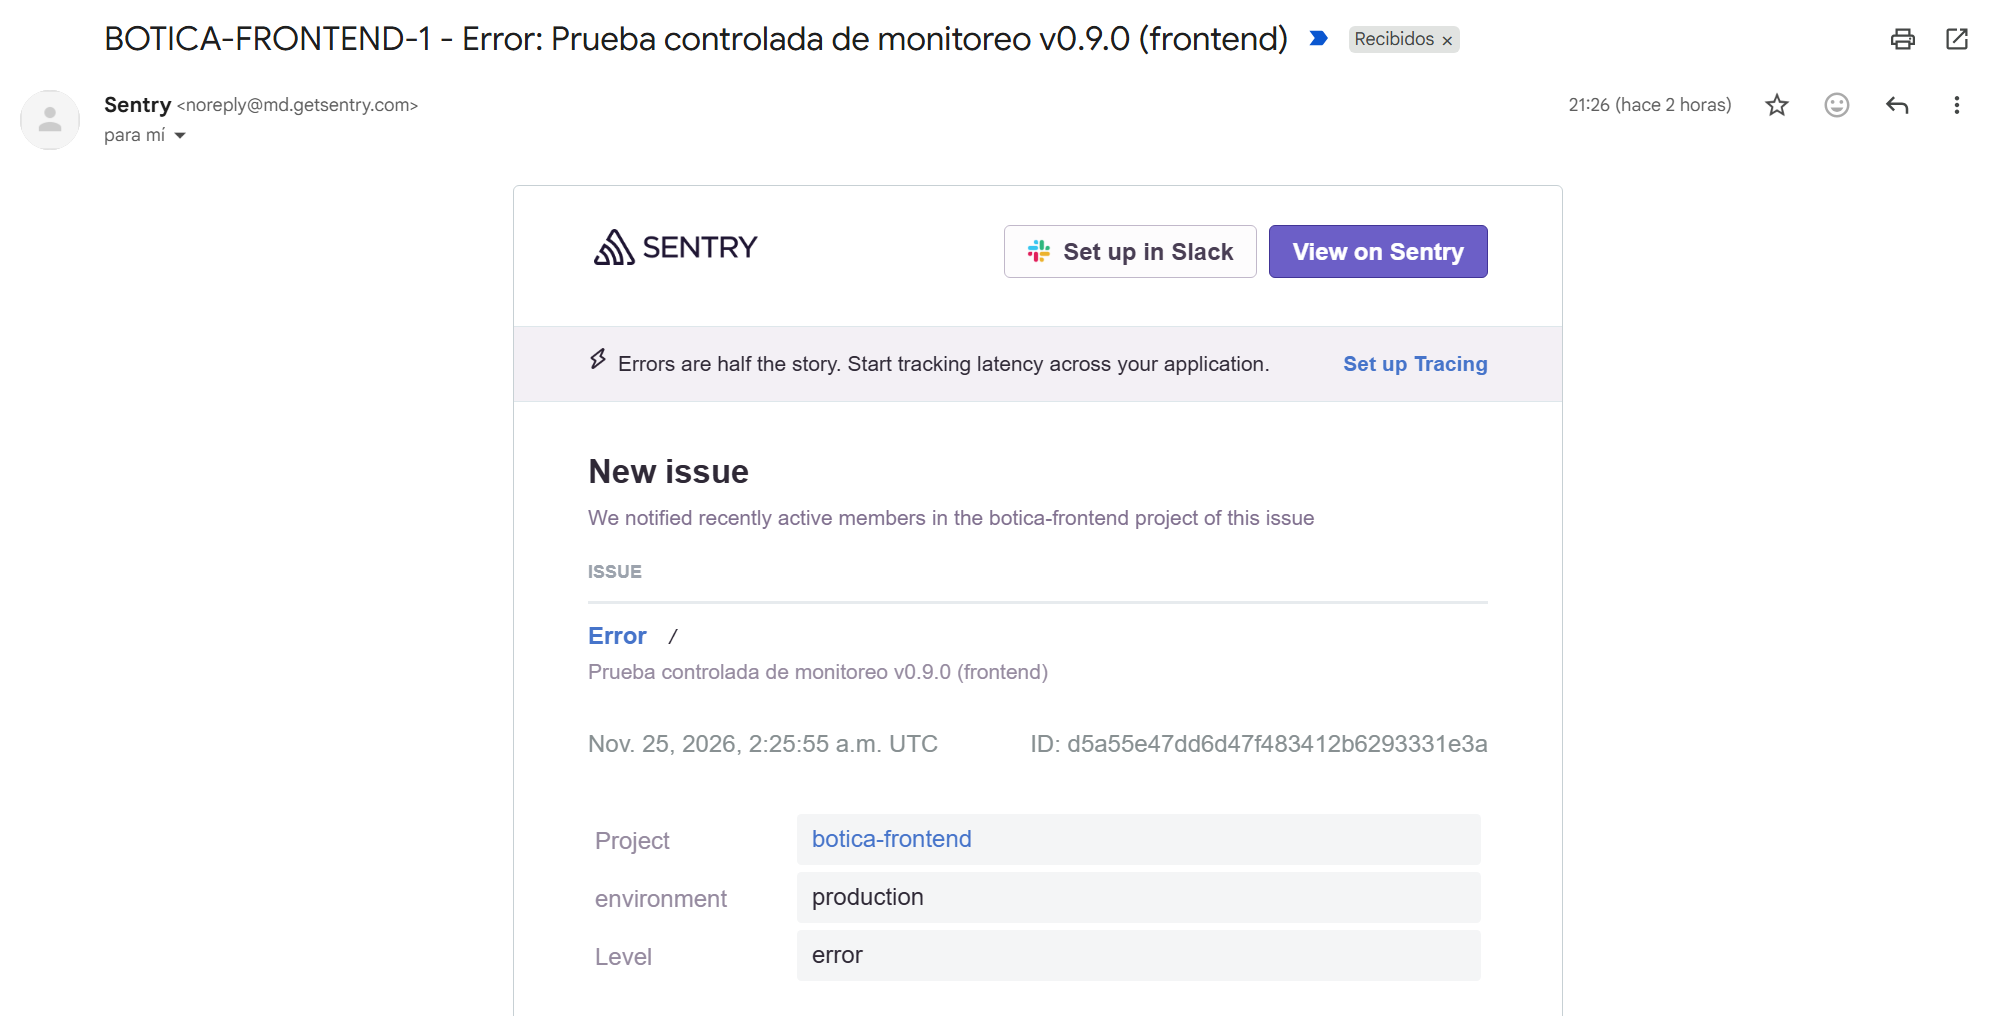 BOTICA-FRONTEND-1 - Error: Prueba controlada de monitoreo v0.9.0 (frontend) Recibidos ×
Sentry <noreply@md.getsentry.com>
21:26 (hace 2 horas)
para mí
SENTRY
Set up in Slack
View on Sentry
Errors are half the story. Start tracking latency across your application.
Set up Tracing
New issue
We notified recently active members in the botica-frontend project of this issue
ISSUE
Error /
Prueba controlada de monitoreo v0.9.0 (frontend)
Nov. 25, 2026, 2:25:55 a.m. UTC
ID: d5a55e47dd6d47f483412b6293331e3a
Project botica-frontend
environment production
Level error